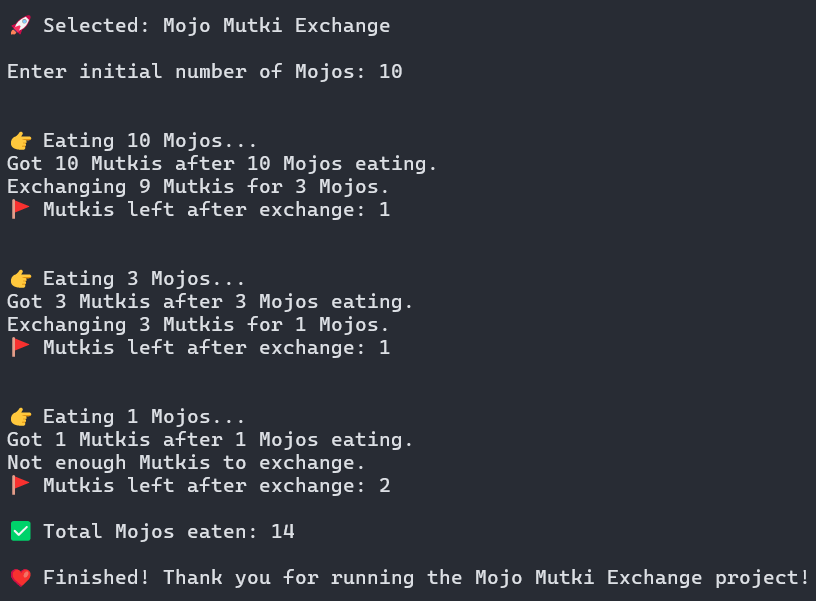 🚀 Selected: Mojo Mutki Exchange
Enter initial number of Mojos: 10
👉 Eating 10 Mojos...
Got 10 Mutkis after 10 Mojos eating.
Exchanging 9 Mutkis for 3 Mojos.
🚩 Mutkis left after exchange: 1
👉 Eating 3 Mojos...
Got 3 Mutkis after 3 Mojos eating.
Exchanging 3 Mutkis for 1 Mojos.
🚩 Mutkis left after exchange: 1
👉 Eating 1 Mojos...
Got 1 Mutkis after 1 Mojos eating.
Not enough Mutkis to exchange.
🚩 Mutkis left after exchange: 2
✅ Total Mojos eaten: 14
❤️ Finished! Thank you for running the Mojo Mutki Exchange project!